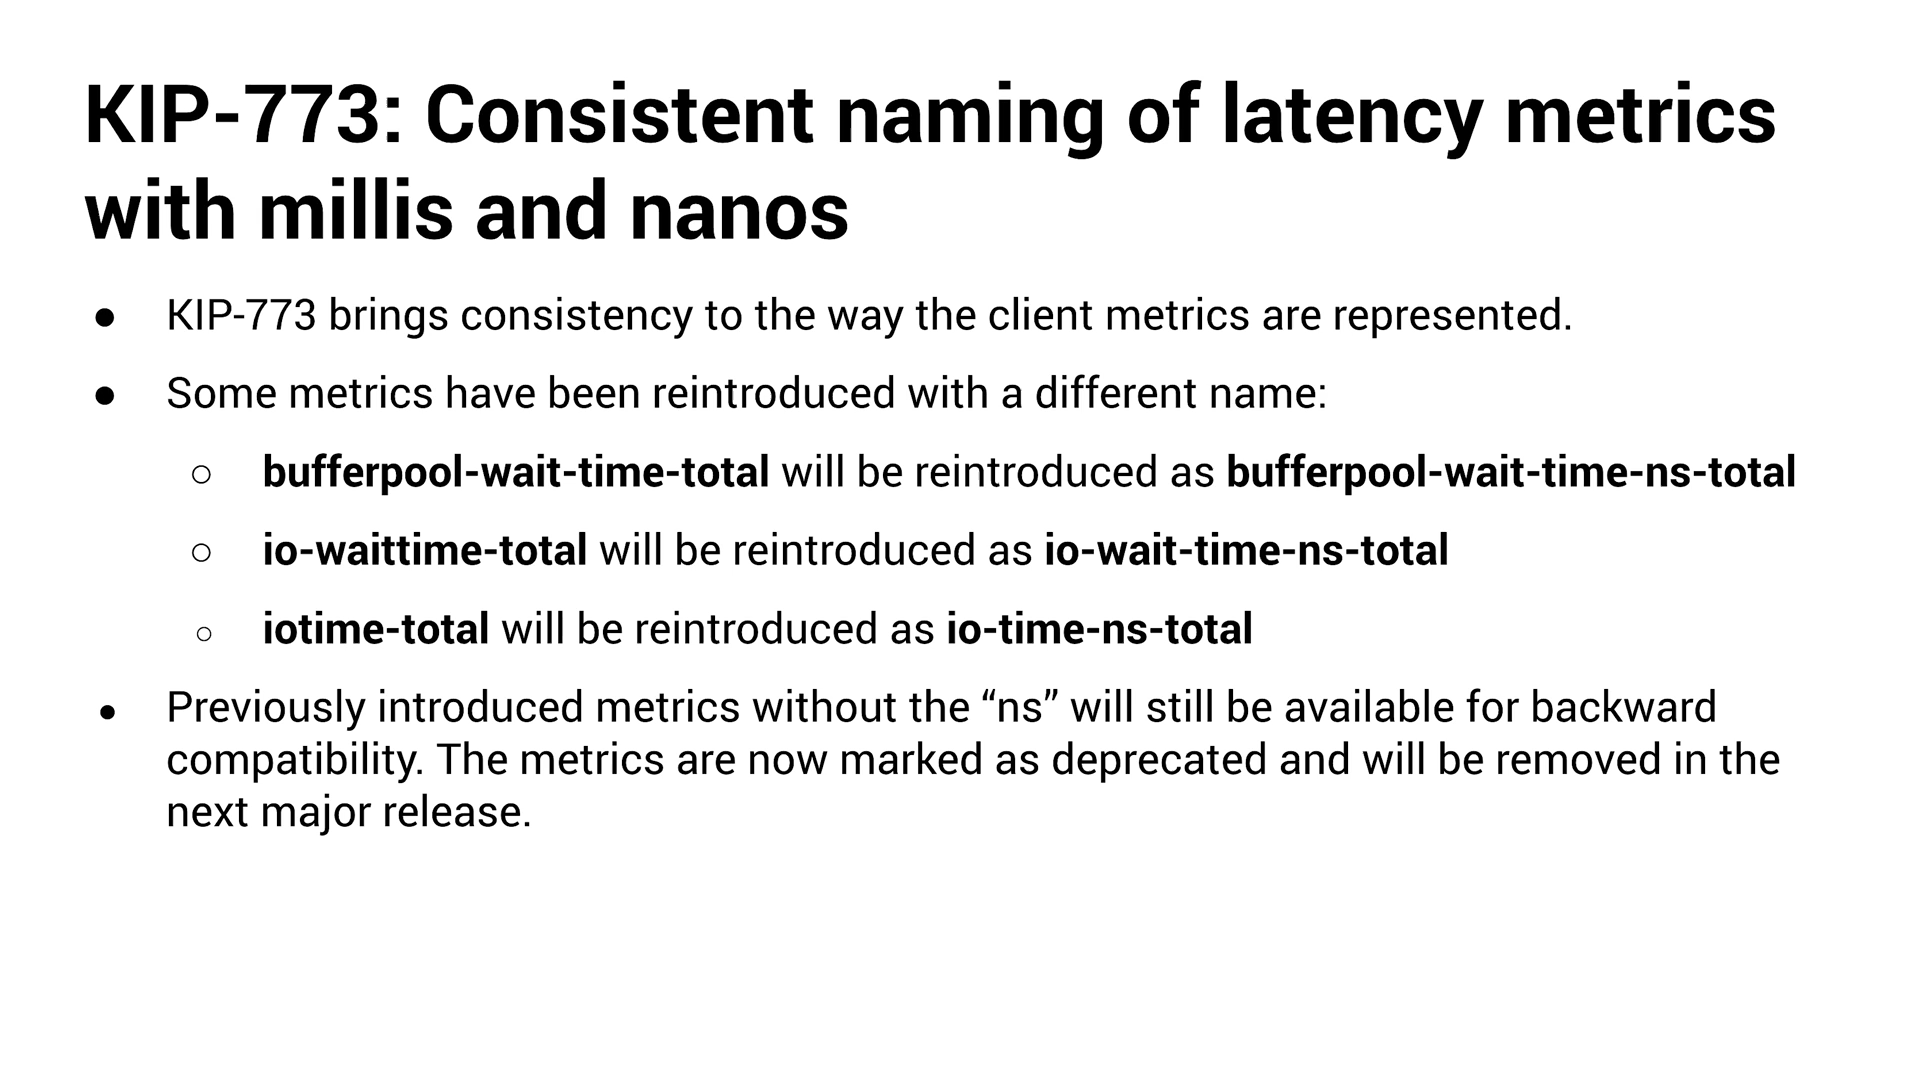 KIP-773: Consistent naming of latency metrics
with millis and nanos
● KIP-773 brings consistency to the way the client metrics are represented.
● Some metrics have been reintroduced with a different name:
○ bufferpool-wait-time-total will be reintroduced as bufferpool-wait-time-ns-total
○ io-waittime-total will be reintroduced as io-wait-time-ns-total
○ iotime-total will be reintroduced as io-time-ns-total
● Previously introduced metrics without the “ns” will still be available for backward
compatibility. The metrics are now marked as deprecated and will be removed in the
next major release.